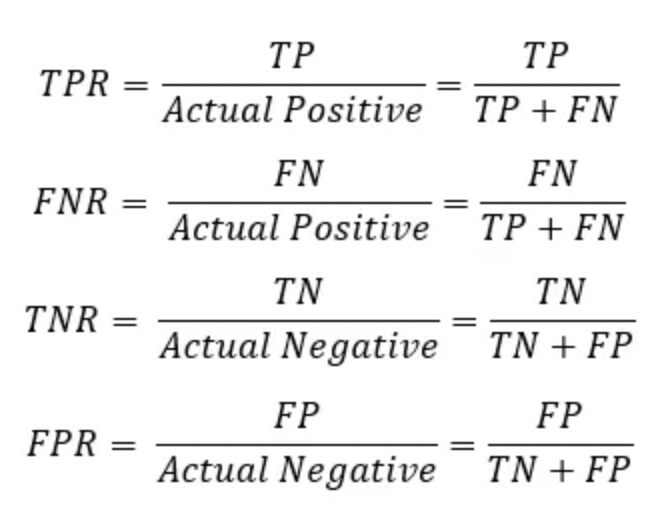 TPR = TP / Actual Positive = TP / TP + FN
FNR = FN / Actual Positive = FN / TP + FN
TNR = TN / Actual Negative = TN / TN + FP
FPR = FP / Actual Negative = FP / TN + FP